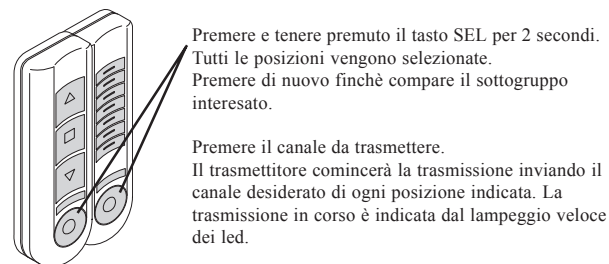 Premere e tenere premuto il tasto SEL per 2 secondi.
Tutti le posizioni vengono selezionate.
Premere di nuovo finchè compare il sottogruppo
interesato.
Premere il canale da trasmettere.
Il trasmettitore comincerà la trasmissione inviando il
canale desiderato di ogni posizione indicata. La
trasmissione in corso è indicata dal lampeggio veloce
dei led.